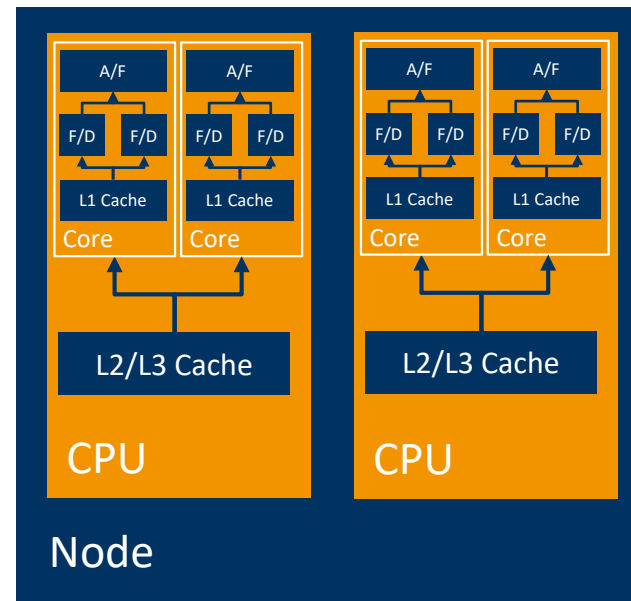 A/F
A/F
F/D
F/D
F/D
F/D
L1 Cache
L1 Cache
Core
Core
L2/L3 Cache
CPU
A/F
A/F
F/D
F/D
F/D
F/D
L1 Cache
L1 Cache
Core
Core
L2/L3 Cache
CPU
Node